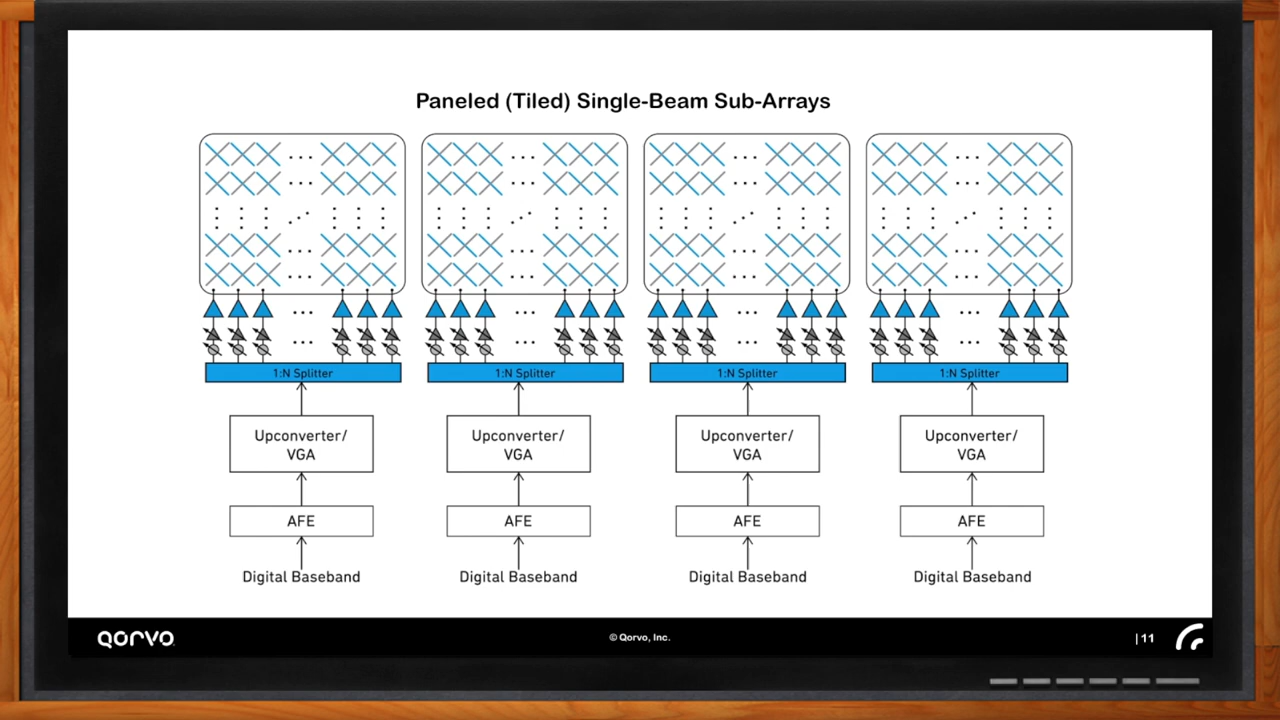 Paneled (Tiled) Single-Beam Sub-Arrays
1:N Splitter
1:N Splitter
1:N Splitter
1:N Splitter
Upconverter/
VGA
Upconverter/
VGA
Upconverter/
VGA
Upconverter/
VGA
AFE
AFE
AFE
AFE
Digital Baseband
Digital Baseband
Digital Baseband
Digital Baseband
QORVO
© Qorvo, Inc.
| 11